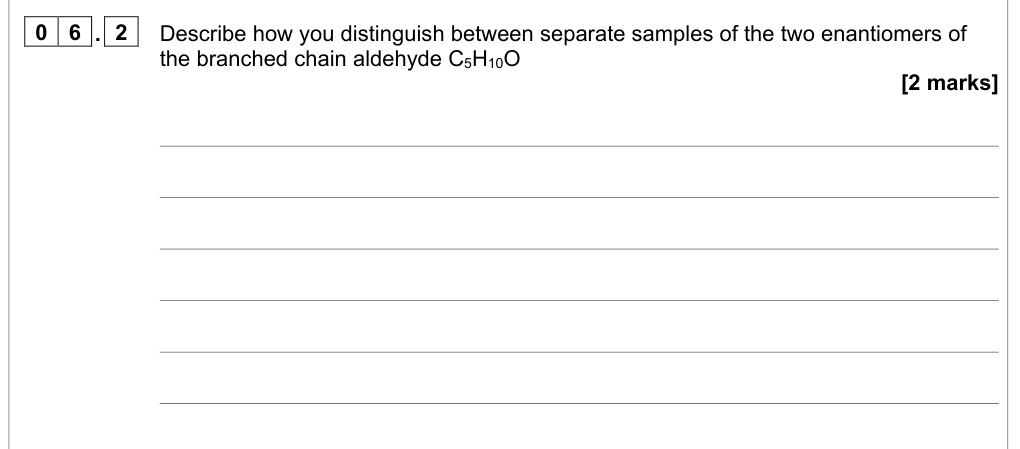 0 6 . 2 Describe how you distinguish between separate samples of the two enantiomers of
the branched chain aldehyde C₅H₁₀O
[2 marks]